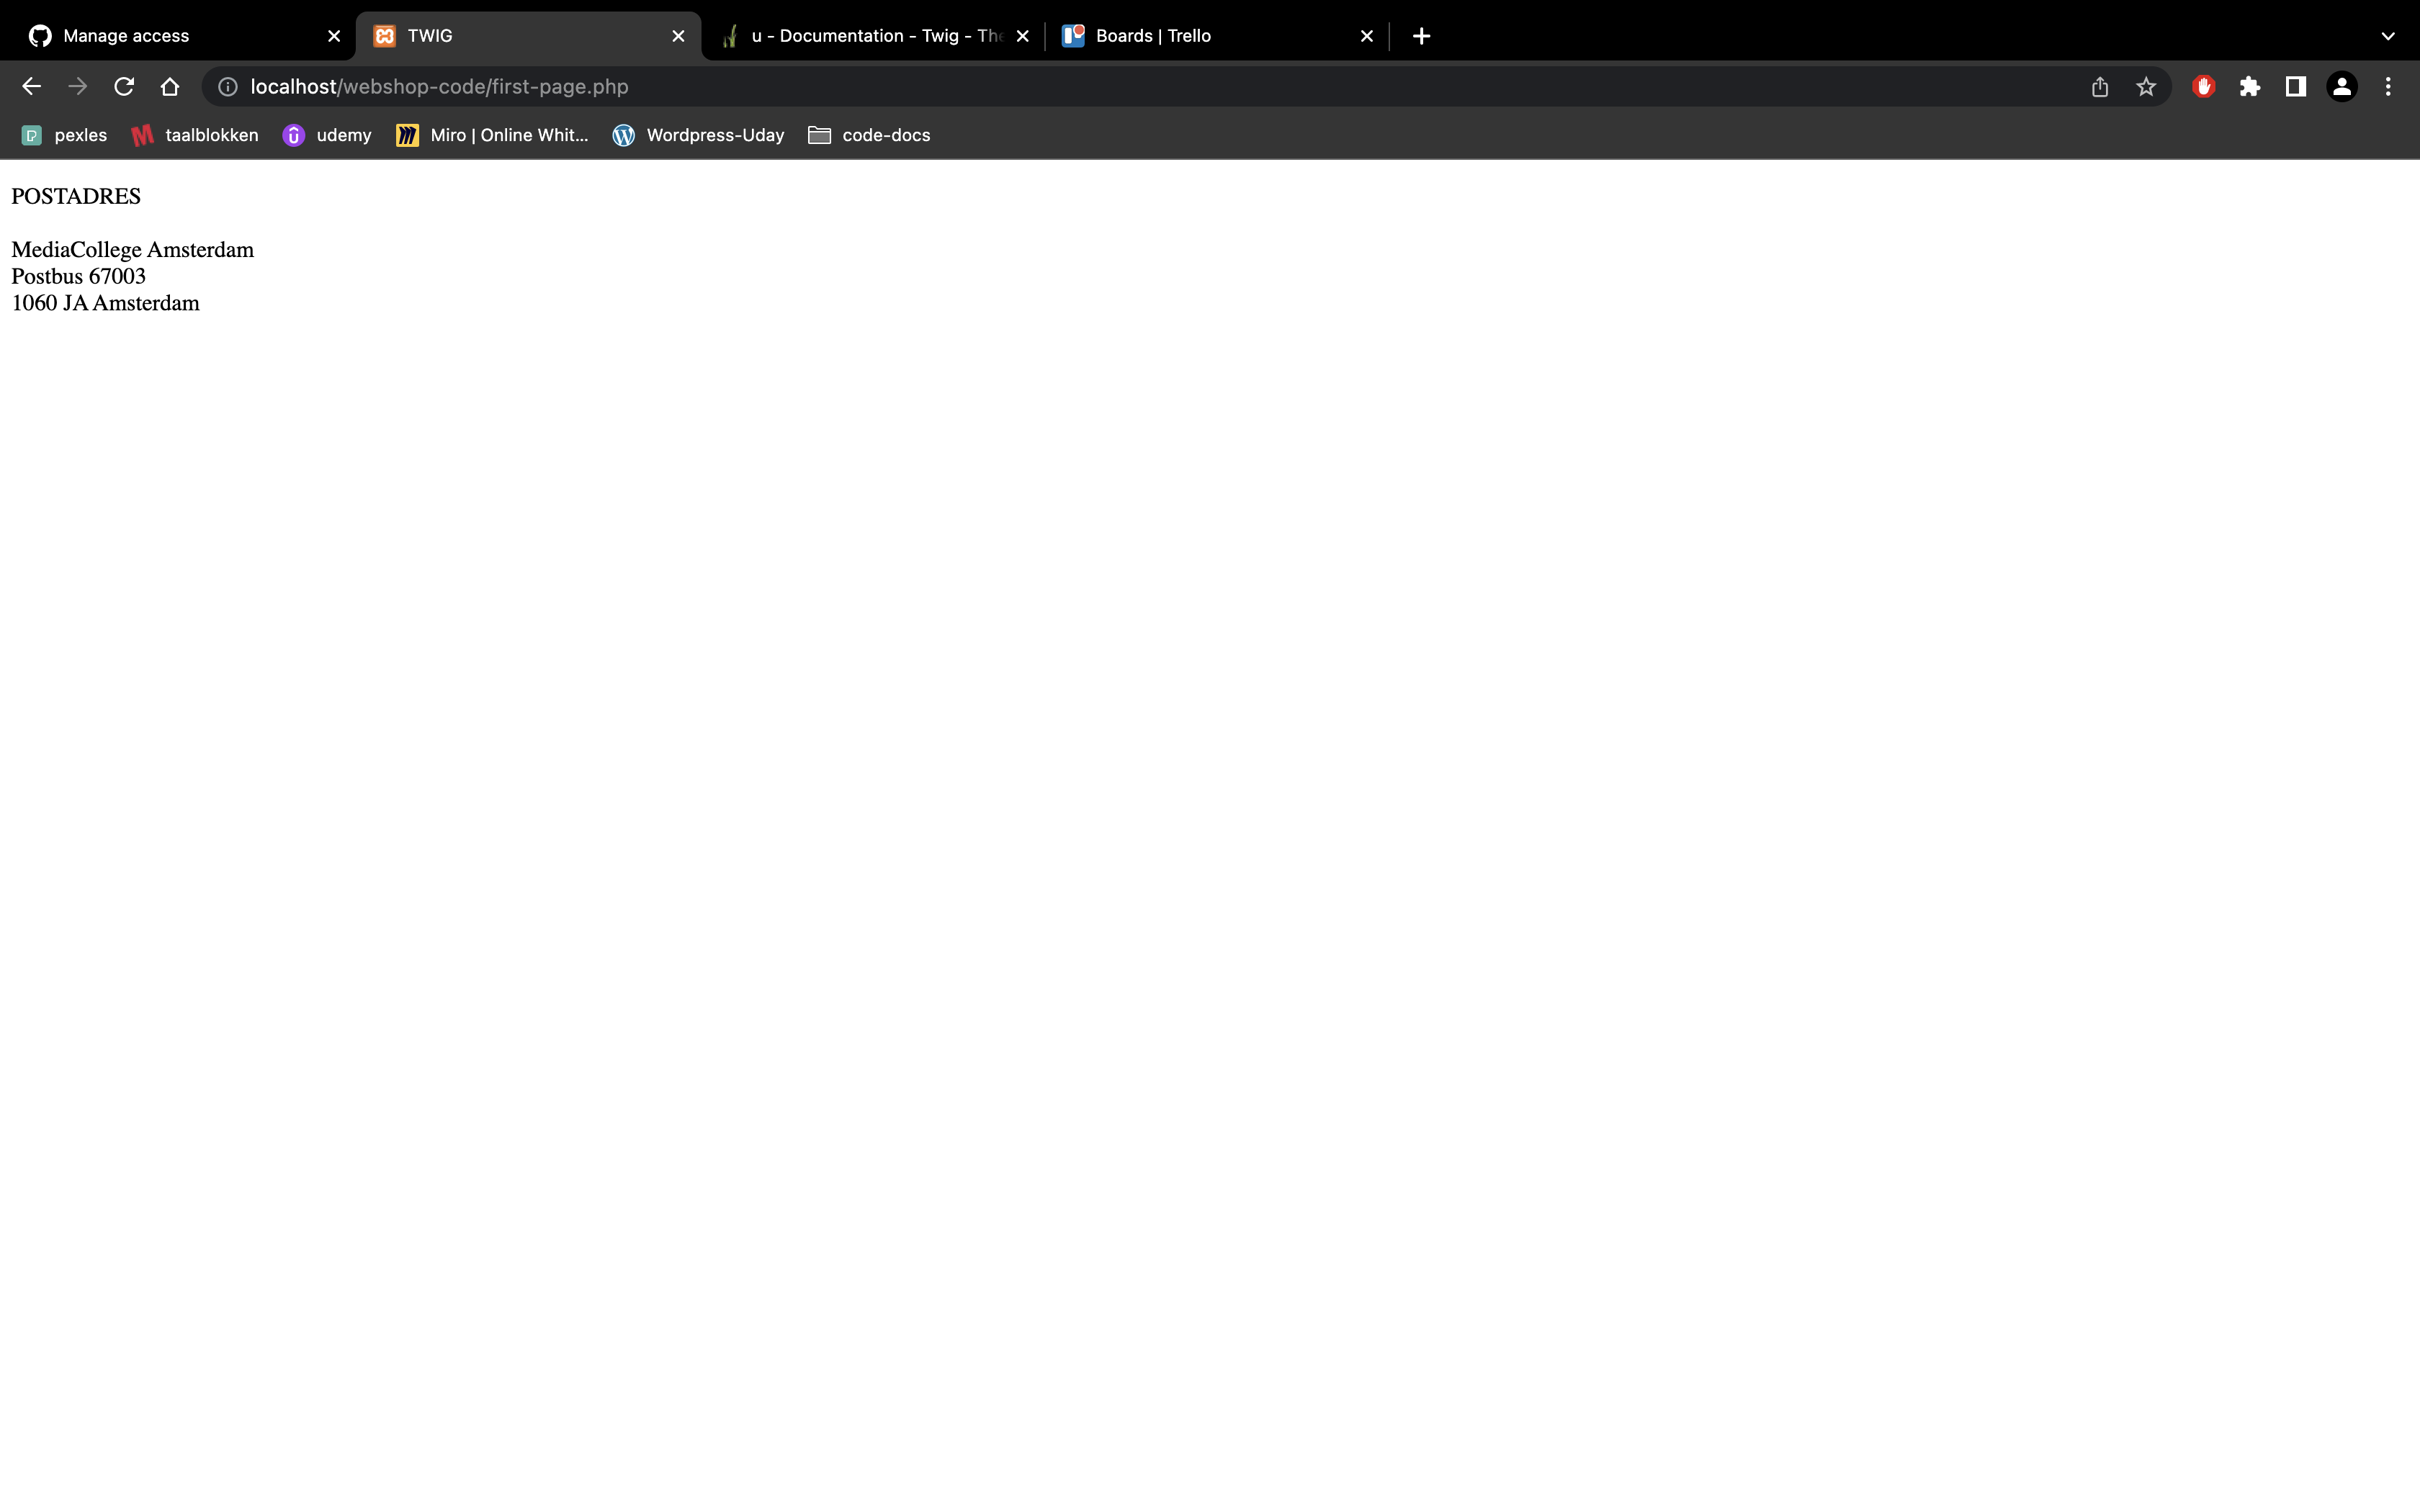 Manage access
TWIG
u - Documentation - Twig - The
Boards | Trello
localhost/webshop-code/first-page.php
pexles
taalblokken
udemy
Miro | Online Whit...
Wordpress-Uday
code-docs
POSTADRES
MediaCollege Amsterdam
Postbus 67003
1060 JA Amsterdam